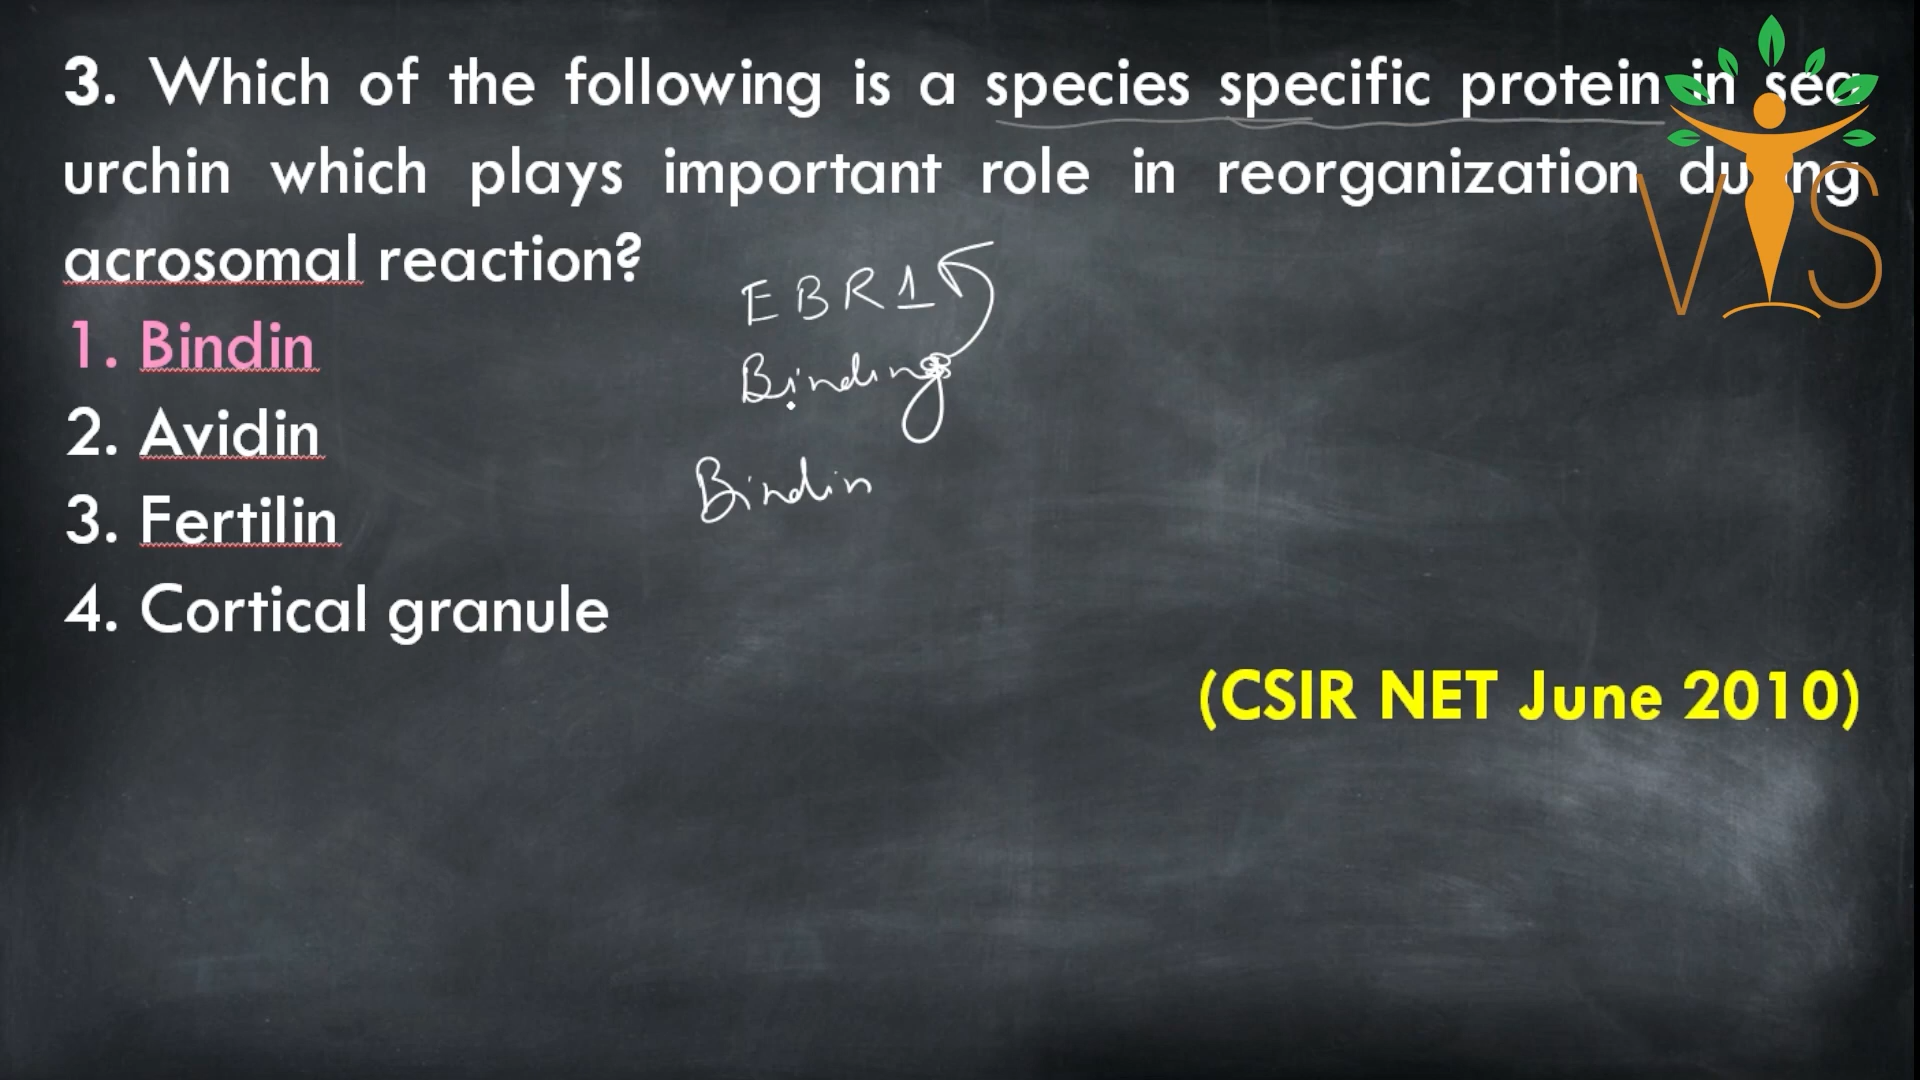 3. Which of the following is a species specific protein in sea
urchin which plays important role in reorganization during
acrosomal reaction?
EBR1
1. Bindin
Binding
2. Avidin
Bindin
3. Fertilin
4. Cortical granule
(CSIR NET June 2010)
VIS